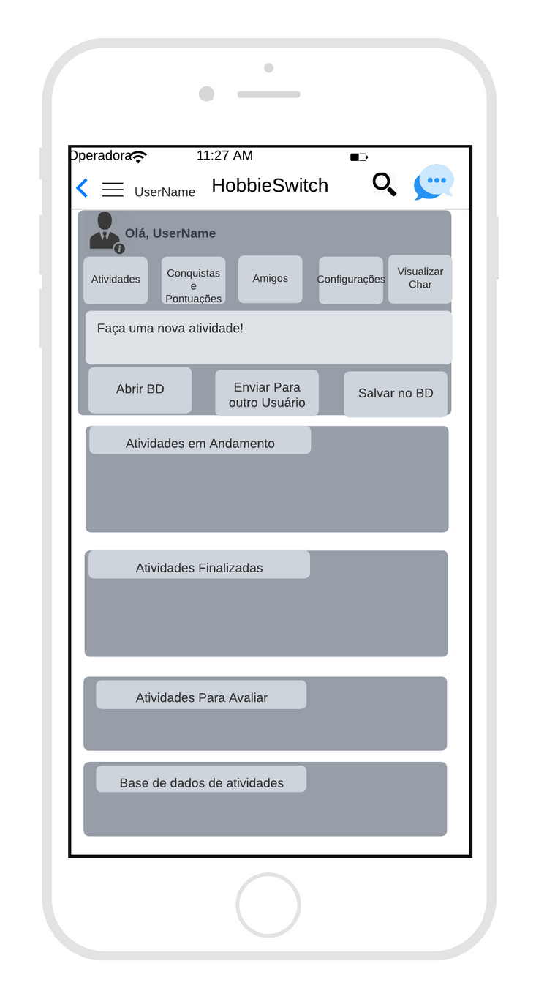 Operadora 11:27 AM
UserName HobbieSwitch
Olá, UserName
Atividades
Conquistas
e
Pontuações
Amigos
Configurações
Visualizar
Char
Faça uma nova atividade!
Abrir BD
Enviar Para
outro Usuário
Salvar no BD
Atividades em Andamento
Atividades Finalizadas
Atividades Para Avaliar
Base de dados de atividades